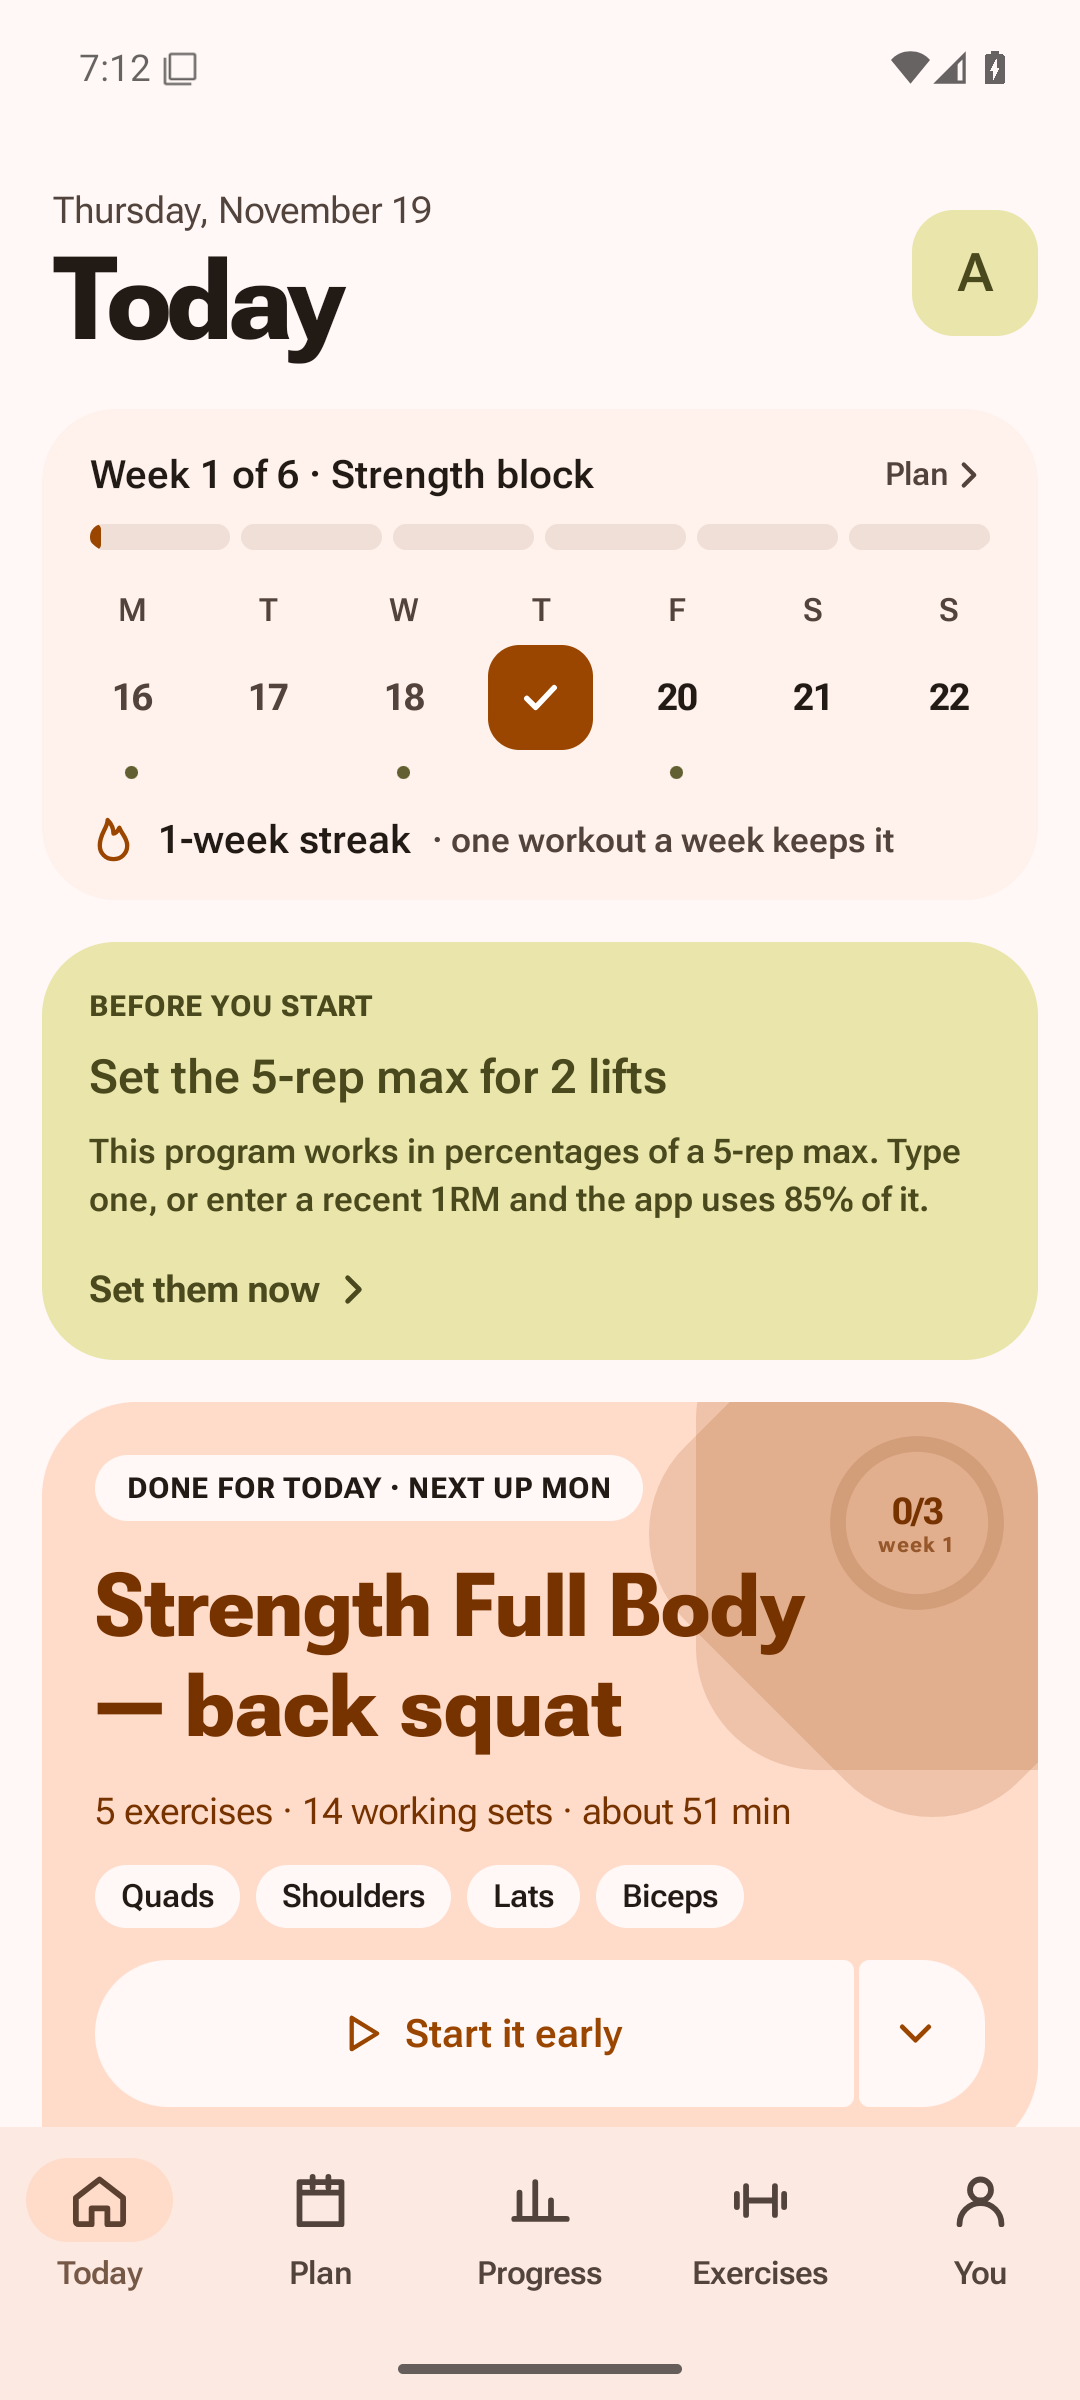 7:12
Thursday, November 19
Today
A
Week 1 of 6 · Strength block
Plan
M T W T F S S
16 17 18 20 21 22
1-week streak · one workout a week keeps it
BEFORE YOU START
Set the 5-rep max for 2 lifts
This program works in percentages of a 5-rep max. Type
one, or enter a recent 1RM and the app uses 85% of it.
Set them now
DONE FOR TODAY · NEXT UP MON
0/3
week 1
Strength Full Body
— back squat
5 exercises · 14 working sets · about 51 min
Quads Shoulders Lats Biceps
Start it early
Today Plan Progress Exercises You